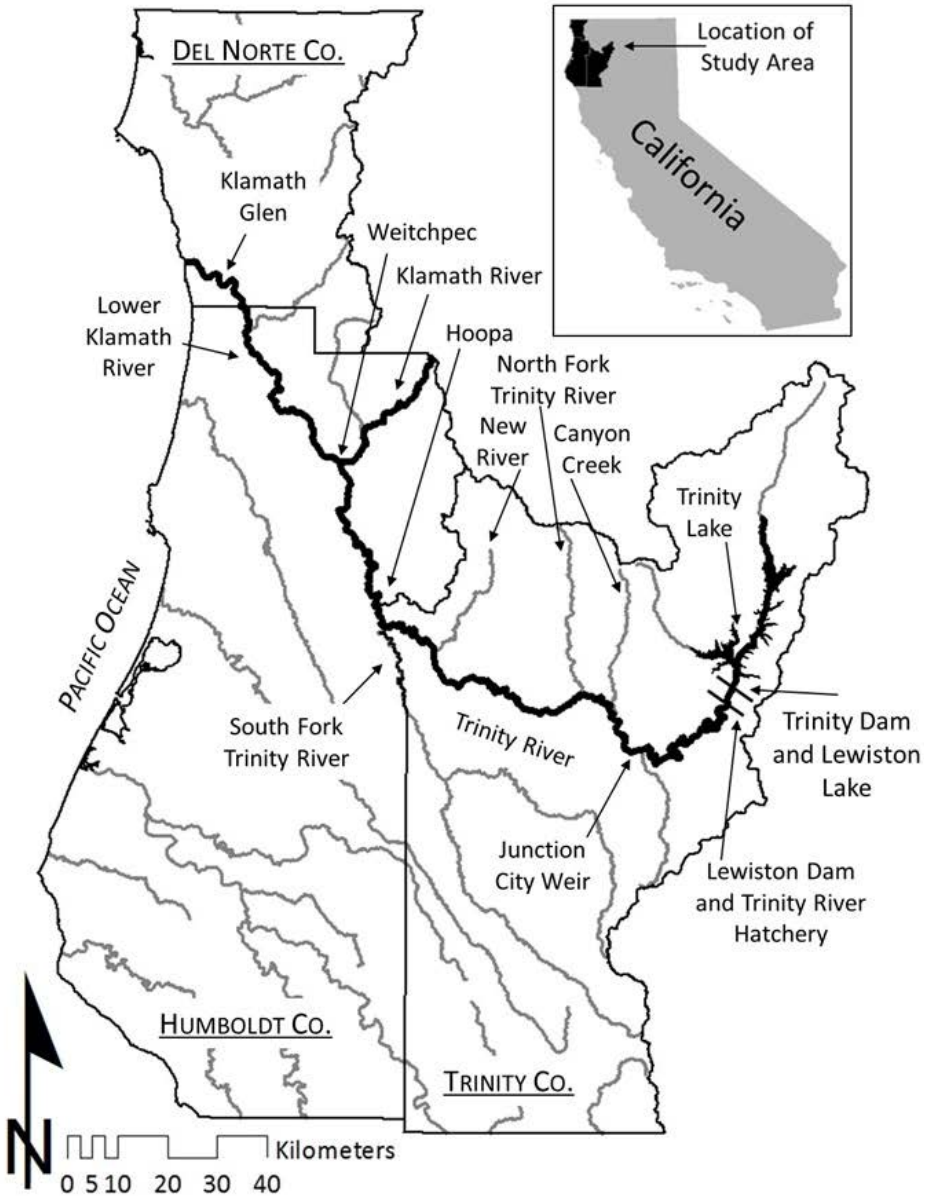 DEL NORTE CO.
Location of
Study Area
California
Klamath
Glen
Weitchpec
Klamath River
Lower
Klamath
River
Hoopa
North Fork
Trinity River
New
River
Canyon
Creek
Trinity
Lake
PACIFIC OCEAN
South Fork
Trinity River
Trinity River
Trinity Dam
and Lewiston
Lake
Junction
City Weir
Lewiston Dam
and Trinity River
Hatchery
HUMBOLDT CO.
TRINITY CO.
N
Kilometers
0 5 10 20 30 40